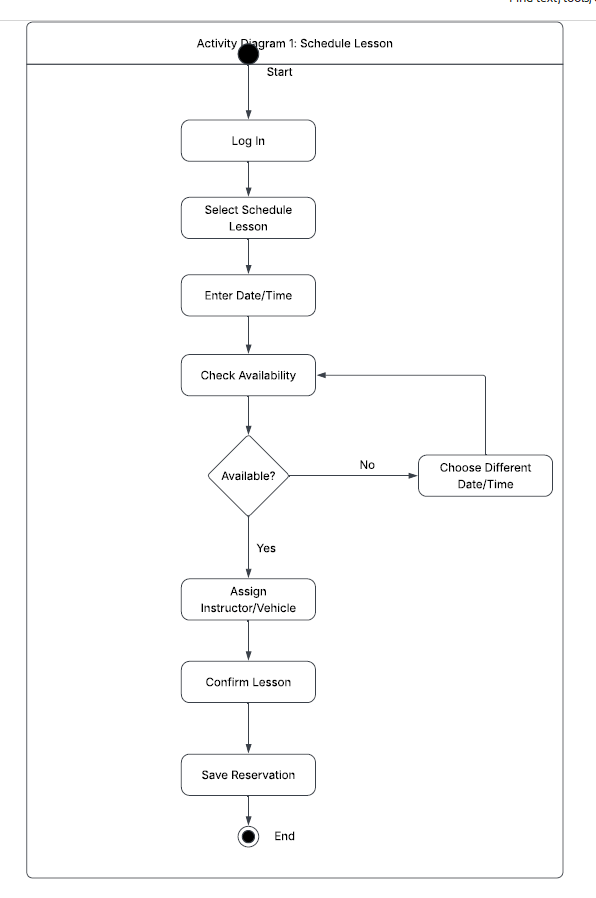 Activity Diagram 1: Schedule Lesson
Start
Log In
Select Schedule
Lesson
Enter Date/Time
Check Availability
Available?
No
Choose Different
Date/Time
Yes
Assign
Instructor/Vehicle
Confirm Lesson
Save Reservation
End